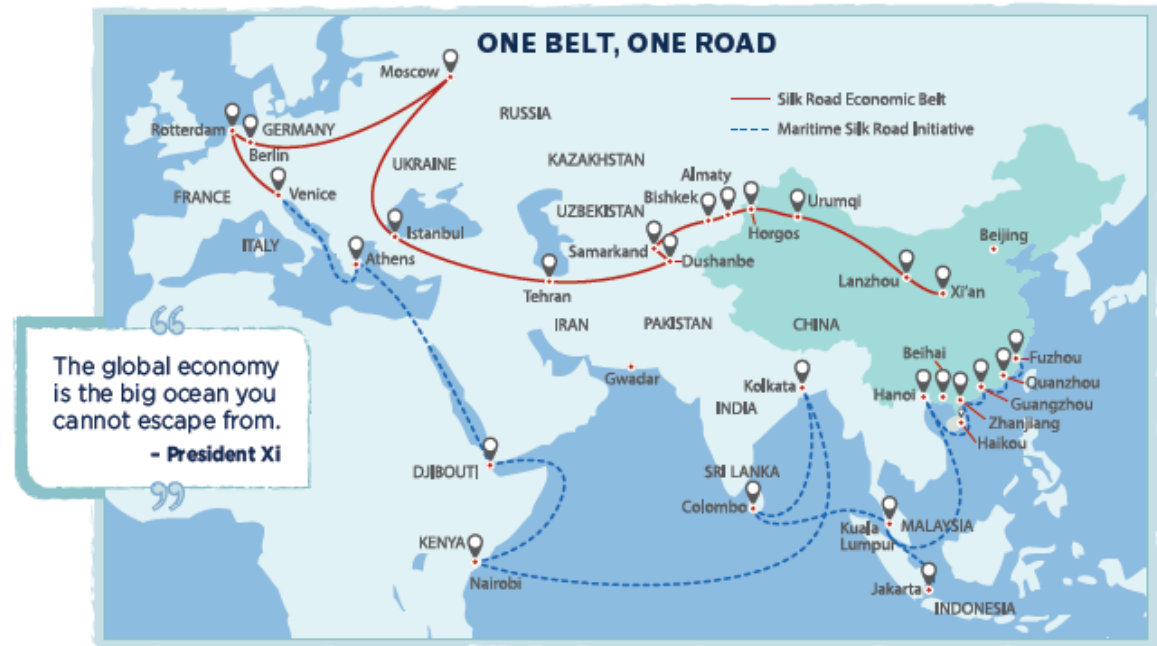 ONE BELT, ONE ROAD
Silk Road Economic Belt
Maritime Silk Road Initiative
Moscow
RUSSIA
Rotterdam
GERMANY
Berlin
UKRAINE
KAZAKHSTAN
Almaty
Bishkek
Urumqi
FRANCE
Venice
UZBEKISTAN
Horgos
Istanbul
ITALY
Athens
Samarkand
Dushanbe
Beijing
Lanzhou
Xi'an
Tehran
IRAN
PAKISTAN
CHINA
“
The global economy
is the big ocean you
cannot escape from.
– President Xi
”
Gwadar
Kolkata
INDIA
Beihai
Hanoi
Fuzhou
Quanzhou
Guangzhou
Zhanjiang
Haikou
DJIBOUTI
SRI LANKA
Colombo
Kuala
Lumpur
MALAYSIA
KENYA
Nairobi
Jakarta
INDONESIA